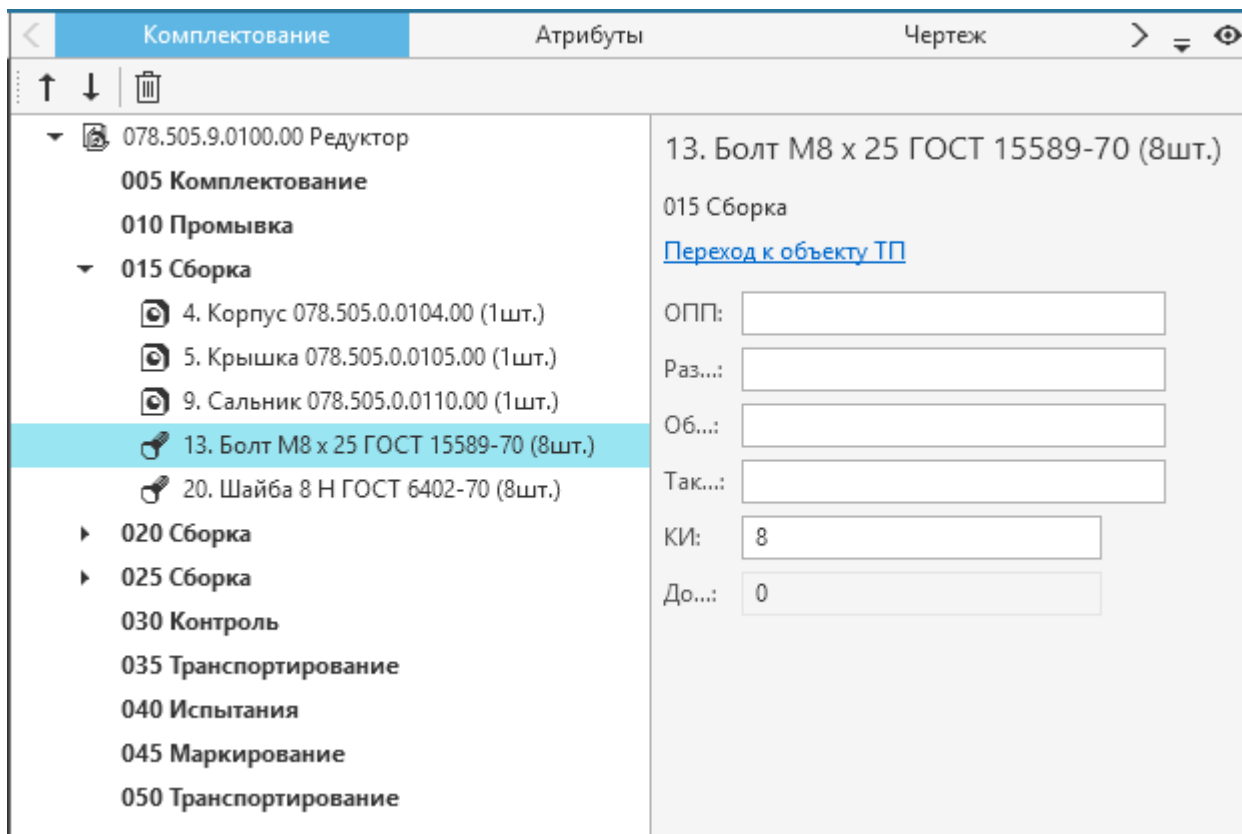 Комплектование
Атрибуты
Чертеж
078.505.9.0100.00 Редуктор
005 Комплектование
010 Промывка
015 Сборка
4. Корпус 078.505.0.0104.00 (1шт.)
5. Крышка 078.505.0.0105.00 (1шт.)
9. Сальник 078.505.0.0110.00 (1шт.)
13. Болт М8 х 25 ГОСТ 15589-70 (8шт.)
20. Шайба 8 Н ГОСТ 6402-70 (8шт.)
020 Сборка
025 Сборка
030 Контроль
035 Транспортирование
040 Испытания
045 Маркирование
050 Транспортирование
13. Болт М8 х 25 ГОСТ 15589-70 (8шт.)
015 Сборка
Переход к объекту ТП
ОПП:
Раз...:
Об...:
Так...:
КИ: 8
До...: 0